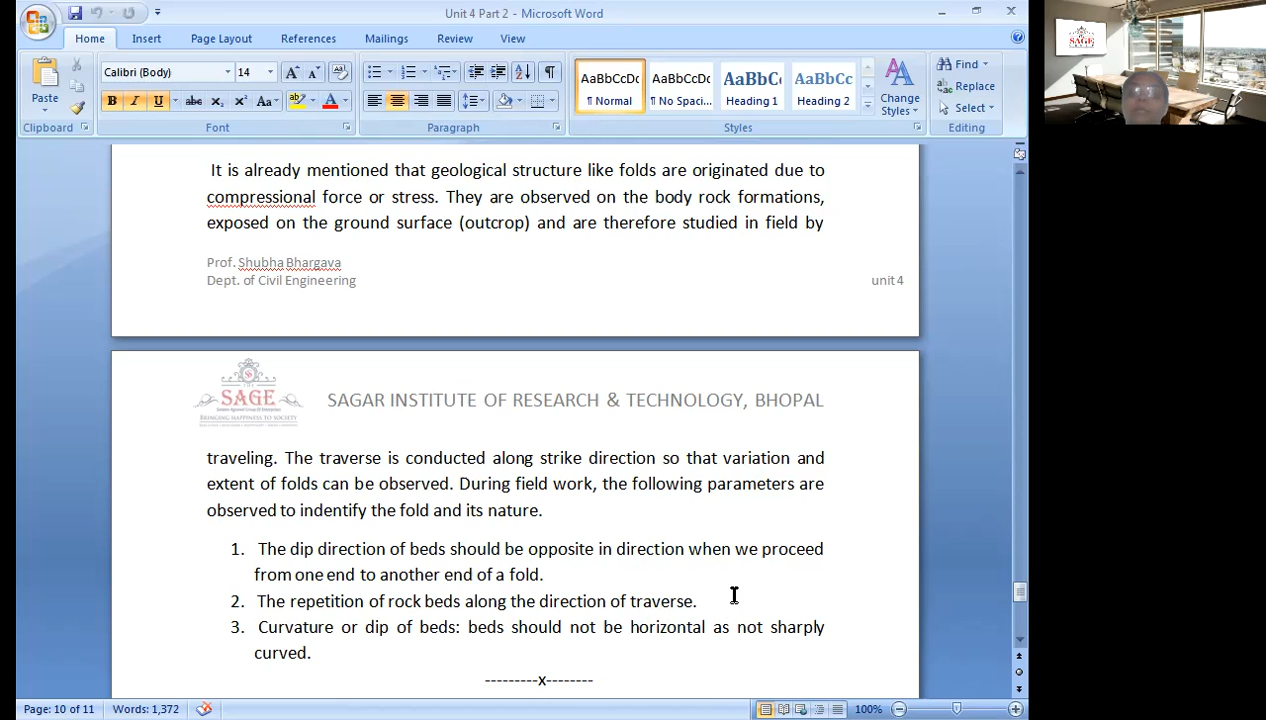 Unit 4 Part 2 - Microsoft Word
Home Insert Page Layout References Mailings Review View
Calibri (Body) 14
Paste
AaBbCcDc AaBbCcDc AaBbC AaBbCc
¶ Normal ¶ No Spaci... Heading 1 Heading 2
Change Styles
Find
Replace
Select
Clipboard Font Paragraph Styles Editing
SAGE
It is already mentioned that geological structure like folds are originated due to
compressional force or stress. They are observed on the body rock formations,
exposed on the ground surface (outcrop) and are therefore studied in field by
Prof. Shubha Bhargava
Dept. of Civil Engineering unit 4
THE
SAGE
BRINGING HAPPINESS TO SOCIETY
SAGAR INSTITUTE OF RESEARCH & TECHNOLOGY, BHOPAL
traveling. The traverse is conducted along strike direction so that variation and
extent of folds can be observed. During field work, the following parameters are
observed to indentify the fold and its nature.
1. The dip direction of beds should be opposite in direction when we proceed
from one end to another end of a fold.
2. The repetition of rock beds along the direction of traverse.
3. Curvature or dip of beds: beds should not be horizontal as not sharply
curved.
---------x--------
Page: 10 of 11 Words: 1,372 100%